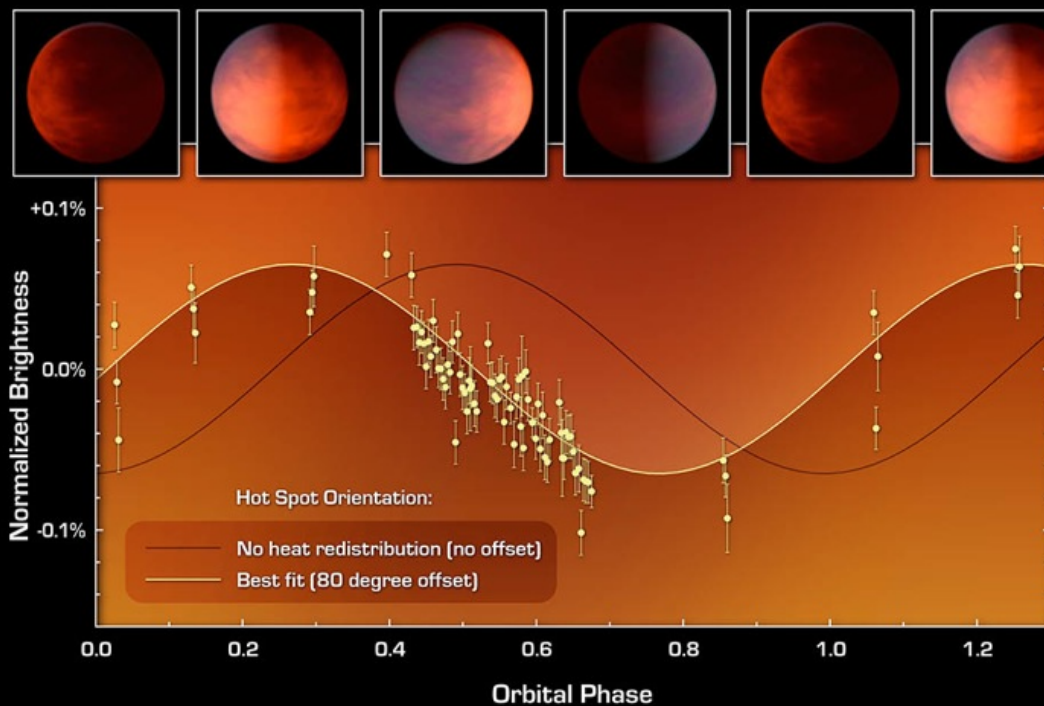 +0.1%
0.0%
-0.1%
Normalized Brightness
Hot Spot Orientation:
No heat redistribution (no offset)
Best fit (80 degree offset)
0.0 0.2 0.4 0.6 0.8 1.0 1.2
Orbital Phase